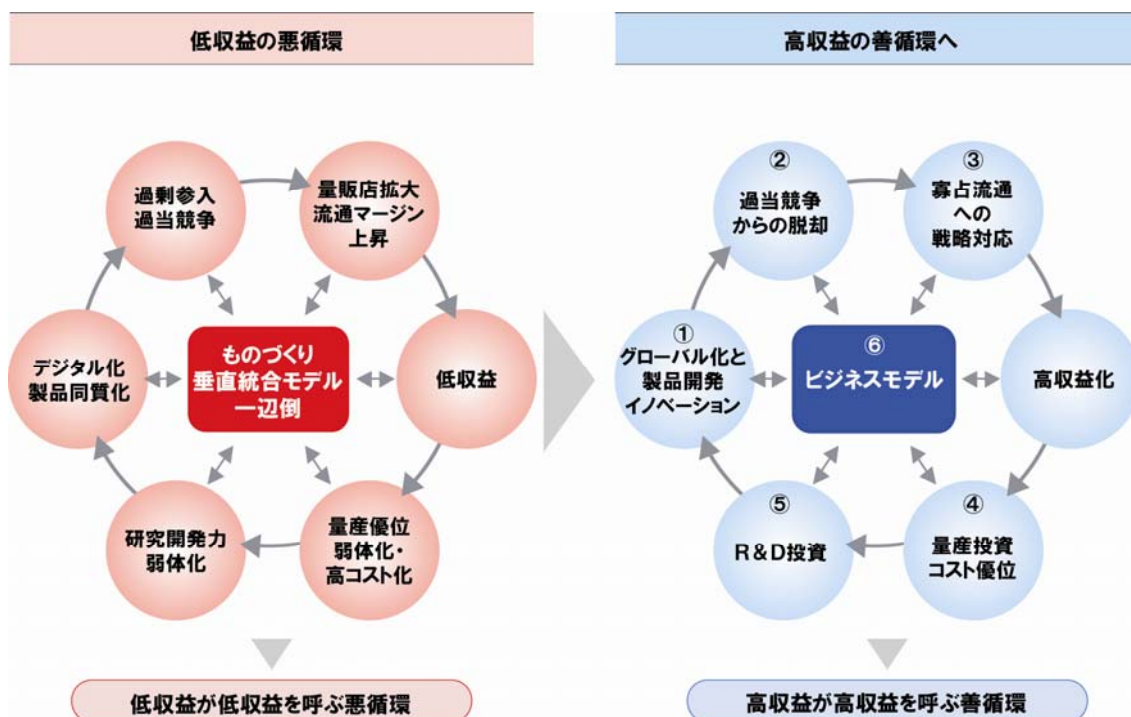 低収益の悪循環
過剰参入
過当競争
量販店拡大
流通マージン
上昇
デジタル化
製品同質化
ものづくり
垂直統合モデル
一辺倒
低収益
研究開発力
弱体化
量産優位
弱体化・
高コスト化
低収益が低収益を呼ぶ悪循環
高収益の善循環へ
②
過当競争
からの脱却
③
寡占流通
への
戦略対応
①
グローバル化と
製品開発
イノベーション
⑥
ビジネスモデル
高収益化
⑤
R&D投資
④
量産投資
コスト優位
高収益が高収益を呼ぶ善循環